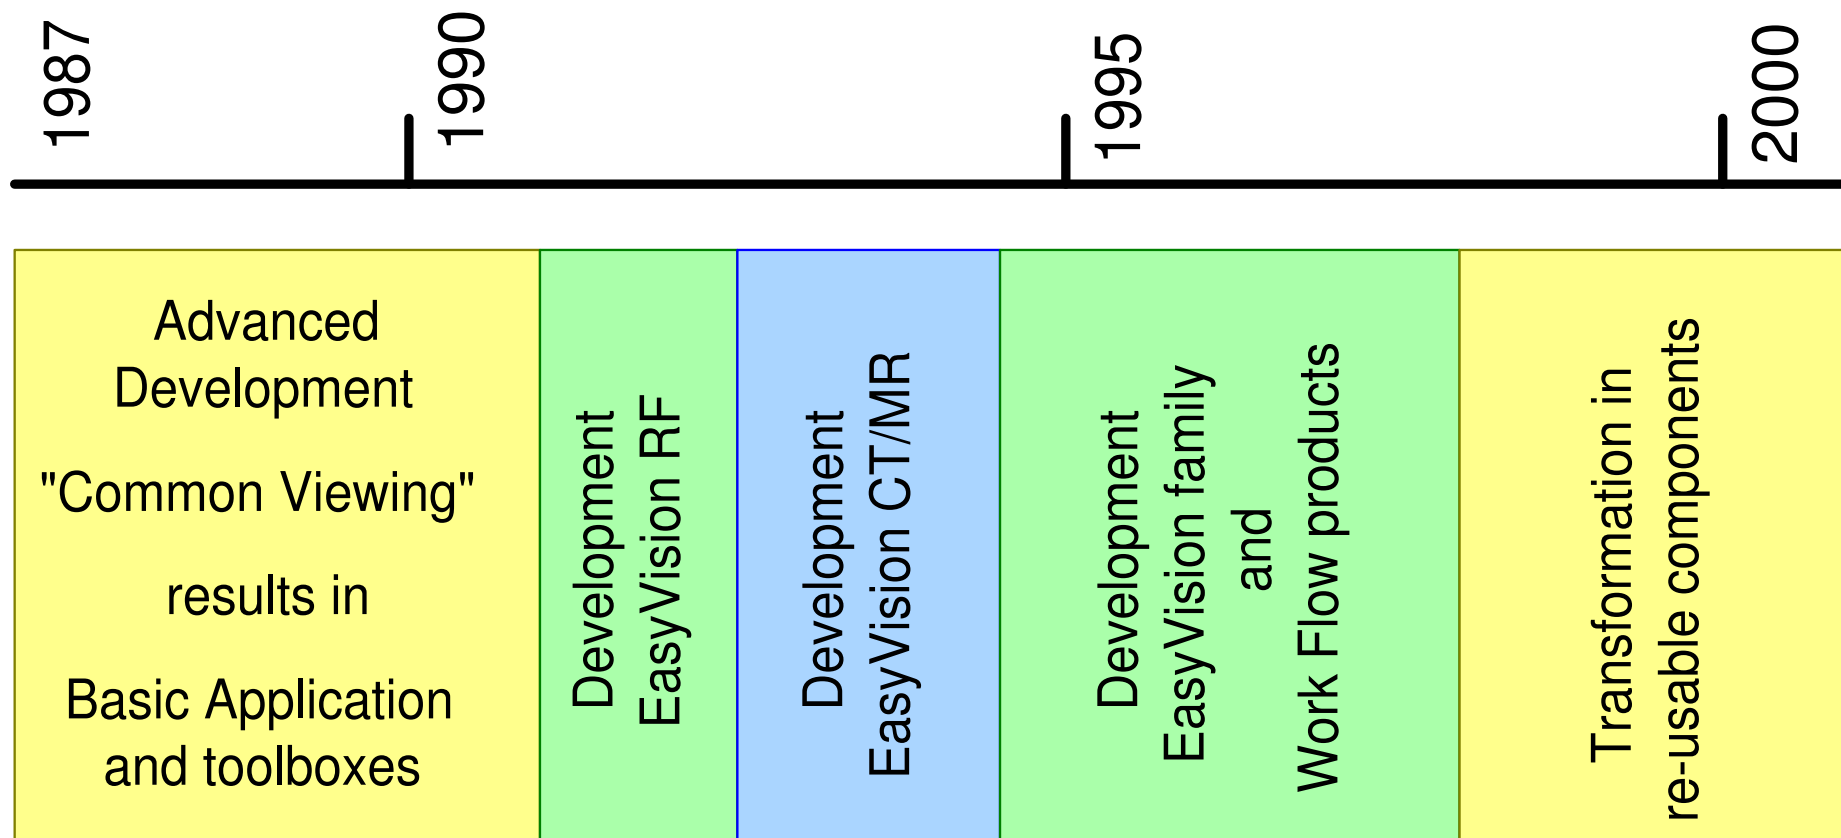 1987
1990
1995
2000
Advanced
Development
"Common Viewing"
results in
Basic Application
and toolboxes
Development
EasyVision RF
Development
EasyVision CT/MR
Development
EasyVision family
and
Work Flow products
Transformation in
re-usable components